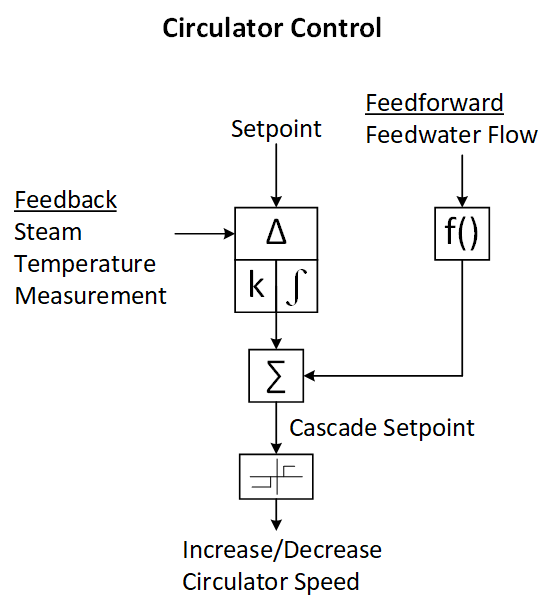 Circulator Control
Feedforward
Feedwater Flow
Setpoint
Feedback
Steam
Temperature
Measurement
Δ
f()
k ∫
Σ
Cascade Setpoint
Increase/Decrease
Circulator Speed